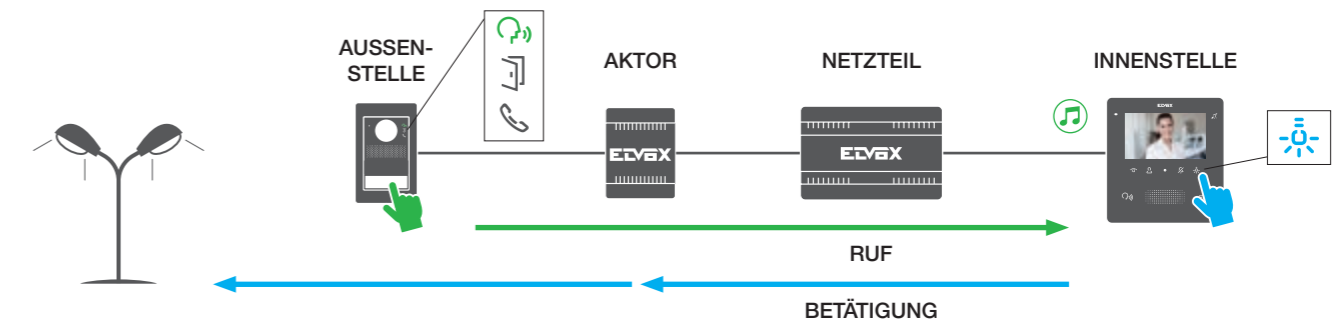 AUSSEN-
STELLE
AKTOR
NETZTEIL
INNENSTELLE
ELVOX
ELVOX
ELVOX
RUF
BETÄTIGUNG